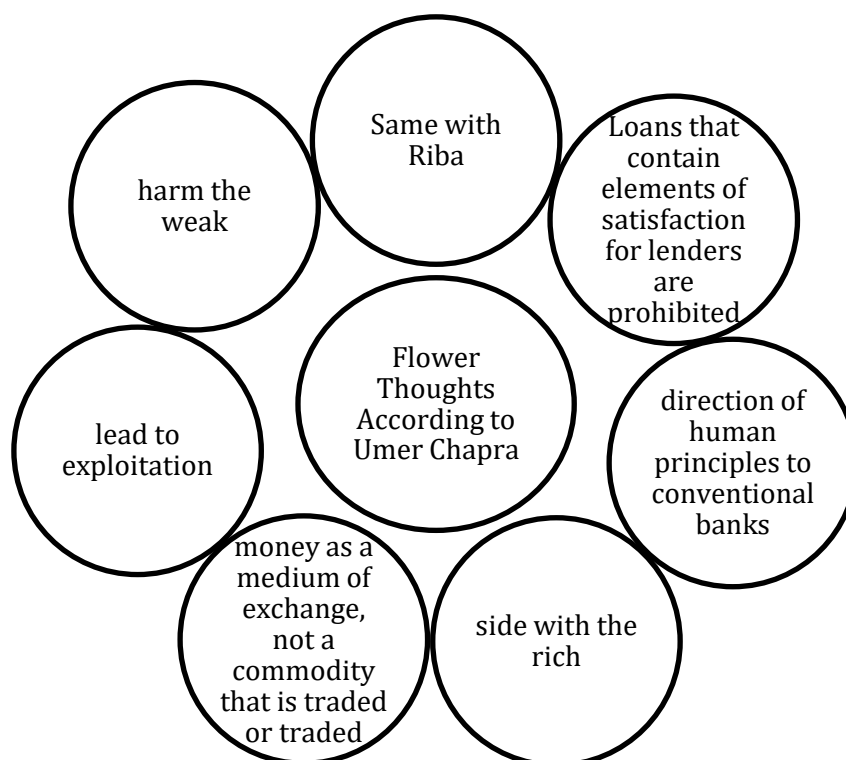 Same with
Riba
Loans that
contain
elements of
satisfaction
for lenders
are
prohibited
direction of
human
principles to
conventional
banks
side with the
rich
money as a
medium of
exchange,
not a
commodity
that is traded
or traded
lead to
exploitation
harm the
weak
Flower
Thoughts
According to
Umer Chapra